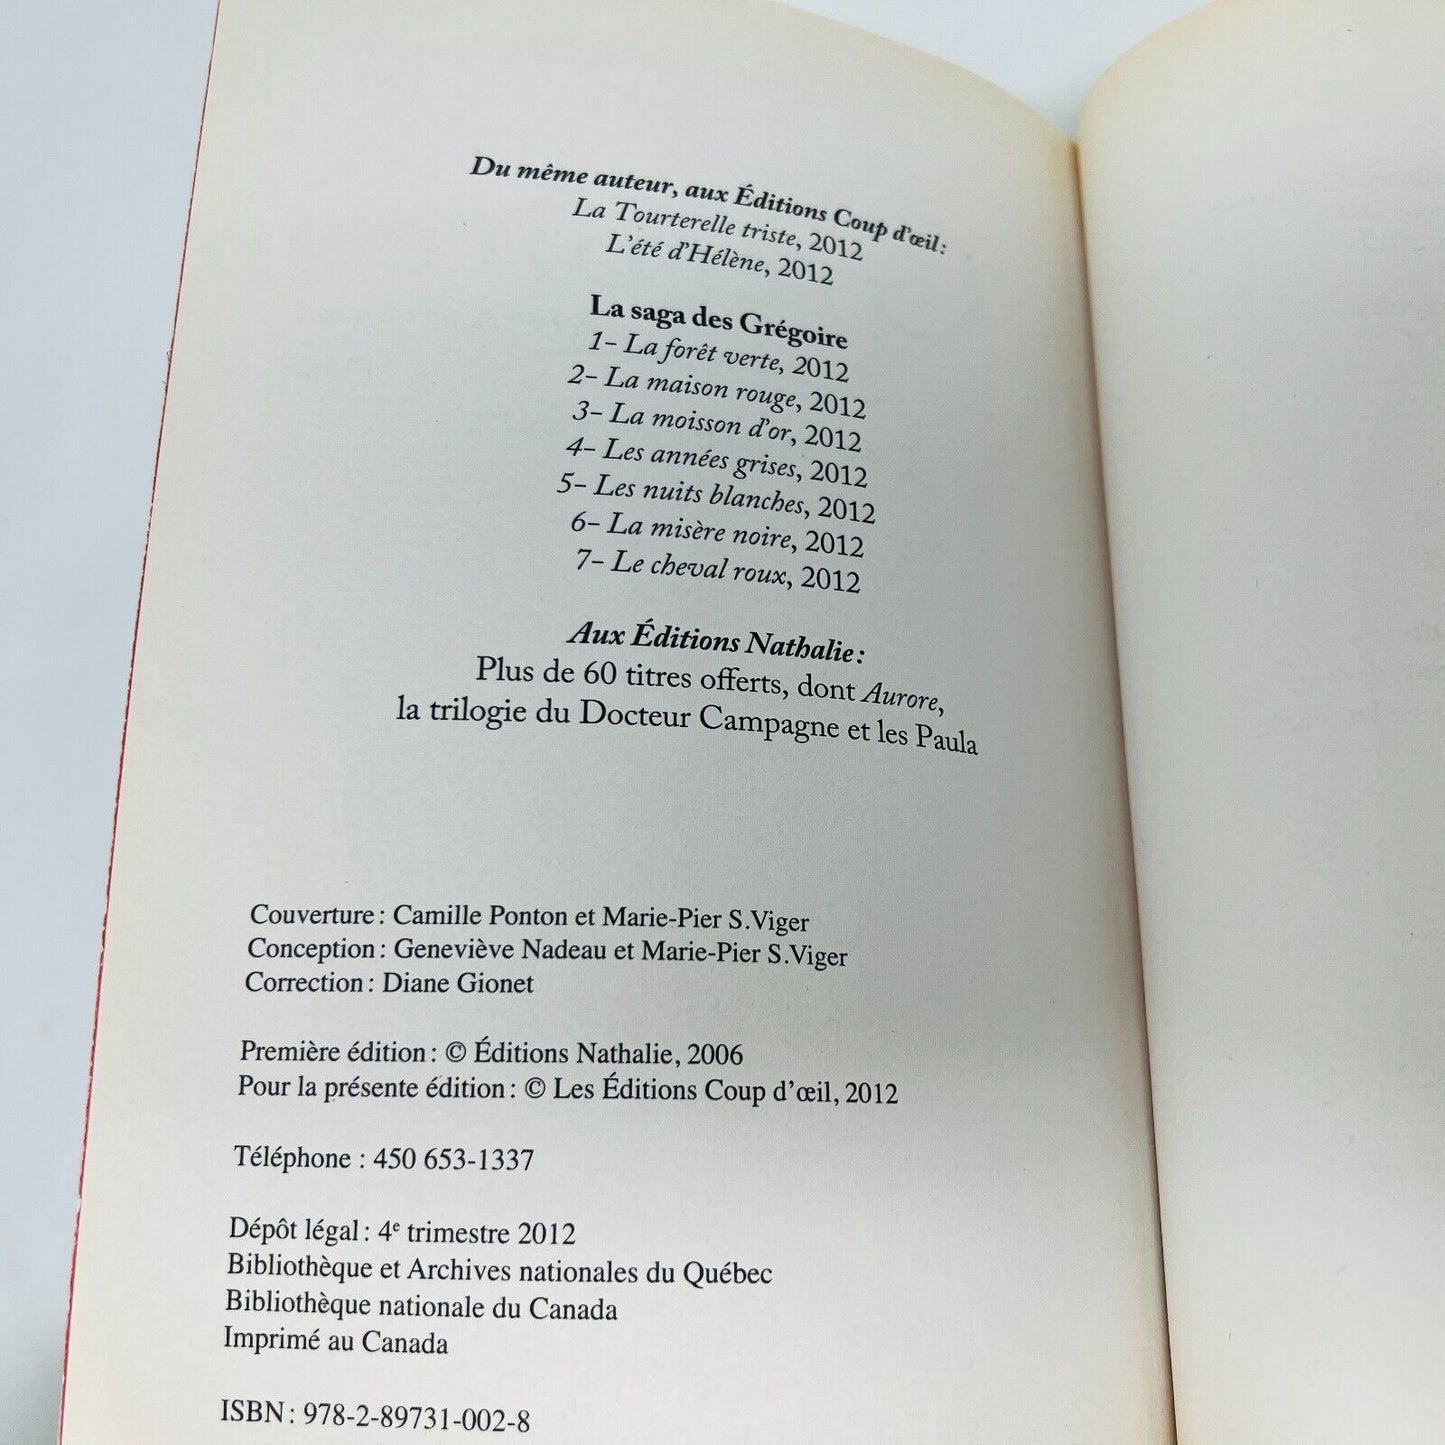 Du même auteur, aux Éditions Coup d'œil :
La Tourterelle triste, 2012
L'été d'Hélène, 2012
La saga des Grégoire
1– La forêt verte, 2012
2– La maison rouge, 2012
3– La moisson d'or, 2012
4– Les années grises, 2012
5– Les nuits blanches, 2012
6– La misère noire, 2012
7– Le cheval roux, 2012
Aux Éditions Nathalie :
Plus de 60 titres offerts, dont Aurore,
la trilogie du Docteur Campagne et les Paula
Couverture : Camille Ponton et Marie-Pier S.Viger
Conception : Geneviève Nadeau et Marie-Pier S.Viger
Correction : Diane Gionet
Première édition : © Éditions Nathalie, 2006
Pour la présente édition : © Les Éditions Coup d'œil, 2012
Téléphone : 450 653-1337
Dépôt légal : 4e trimestre 2012
Bibliothèque et Archives nationales du Québec
Bibliothèque nationale du Canada
Imprimé au Canada
ISBN : 978-2-89731-002-8